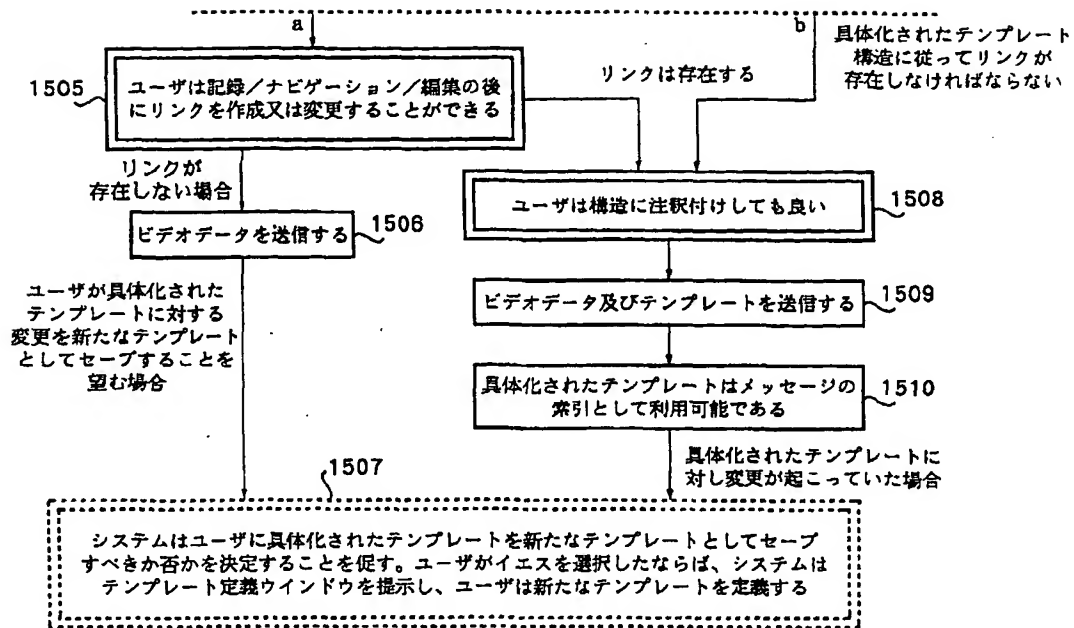 a
b
具体化されたテンプレート
構造に従ってリンクが
存在しなければならない
リンクは存在する
1505
ユーザは記録/ナビゲーション/編集の後
にリンクを作成又は変更することができる
リンクが
存在しない場合
ユーザは構造に注釈付けしても良い
1508
ビデオデータを送信する
1506
ビデオデータ及びテンプレートを送信する
1509
ユーザが具体化された
テンプレートに対する
変更を新たなテンプレート
としてセーブすることを
望む場合
具体化されたテンプレートはメッセージの
索引として利用可能である
1510
具体化されたテンプレートに
対し変更が起こっていた場合
1507
システムはユーザに具体化されたテンプレートを新たなテンプレートとしてセーブ
すべきか否かを決定することを促す。ユーザがイエスを選択したならば、システムは
テンプレート定義ウインドウを提示し、ユーザは新たなテンプレートを定義する